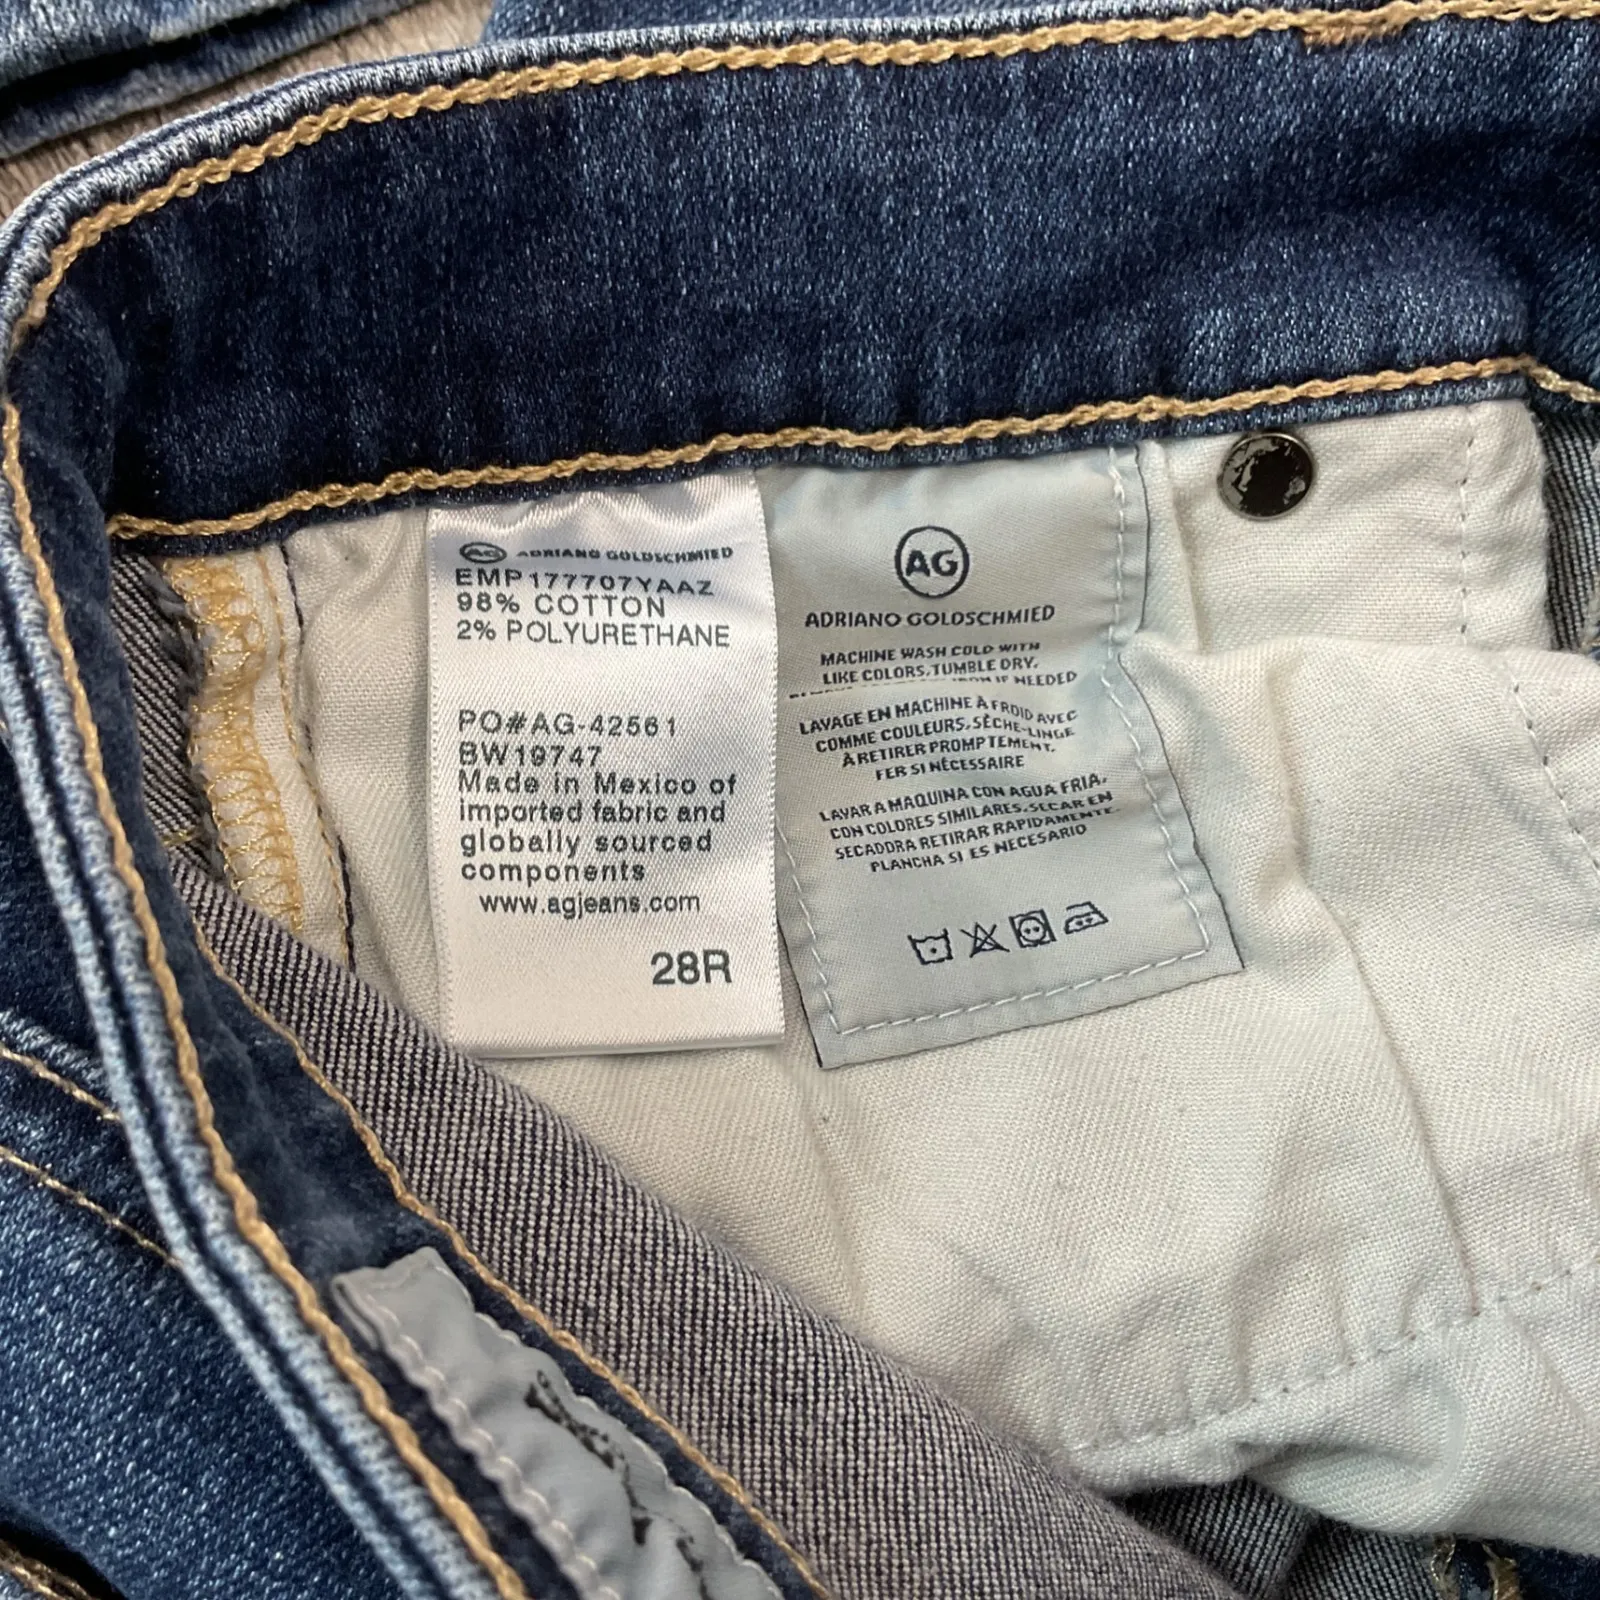 AG ADRIANO GOLDSCHMIED
EMP177707YAAZ
98% COTTON
2% POLYURETHANE
PO#AG-42561
BW19747
Made in Mexico of
imported fabric and
globally sourced
components
www.agjeans.com
28R
AG
ADRIANO GOLDSCHMIED
MACHINE WASH COLD WITH
LIKE COLORS, TUMBLE DRY,
IRON IF NEEDED
LAVAGE EN MACHINE À FROID AVEC
COMME COULEURS, SÈCHE-LINGE
À RETIRER PROMPTEMENT.
FER SI NÉCESSAIRE
LAVAR A MAQUINA CON AGUA FRIA,
CON COLORES SIMILARES, SECAR EN
SECADORA RETIRAR RAPIDAMENTE.
PLANCHA SI ES NECESARIO